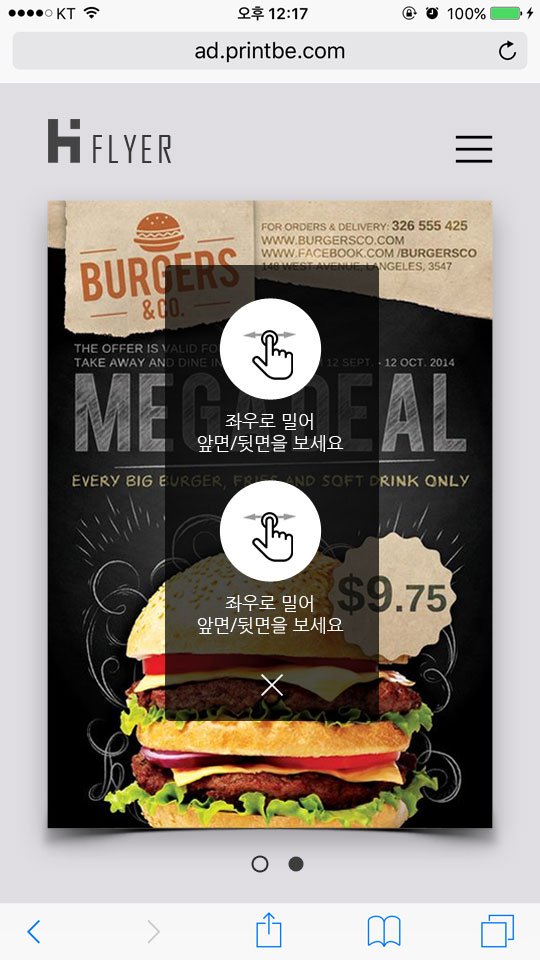 KT
오후 12:17
100%
ad.printbe.com
Hi FLYER
BURGERS
&CO.
FOR ORDERS & DELIVERY: 326 555 425
WWW.BURGERSCO.COM
WWW.FACEBOOK.COM /BURGERSCO
148 WEST AVENUE, LANGELES, 3547
THE OFFER IS VALID FO
TAKE AWAY AND DINE IN 12 SEPT. - 12 OCT. 2014
MEGA DEAL
EVERY BIG BURGER, FRIES AND SOFT DRINK ONLY
$9.75
좌우로 밀어
앞면/뒷면을 보세요
좌우로 밀어
앞면/뒷면을 보세요